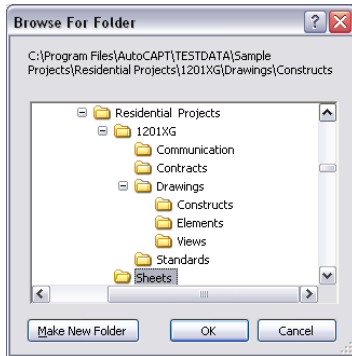 Browse For Folder
C:\Program Files\AutoCAPT\TESTDATA\Sample
Projects\Residential Projects\1201XG\Drawings\Constructs
Residential Projects
1201XG
Communication
Contracts
Drawings
Constructs
Elements
Views
Standards
Sheets
Make New Folder
OK
Cancel